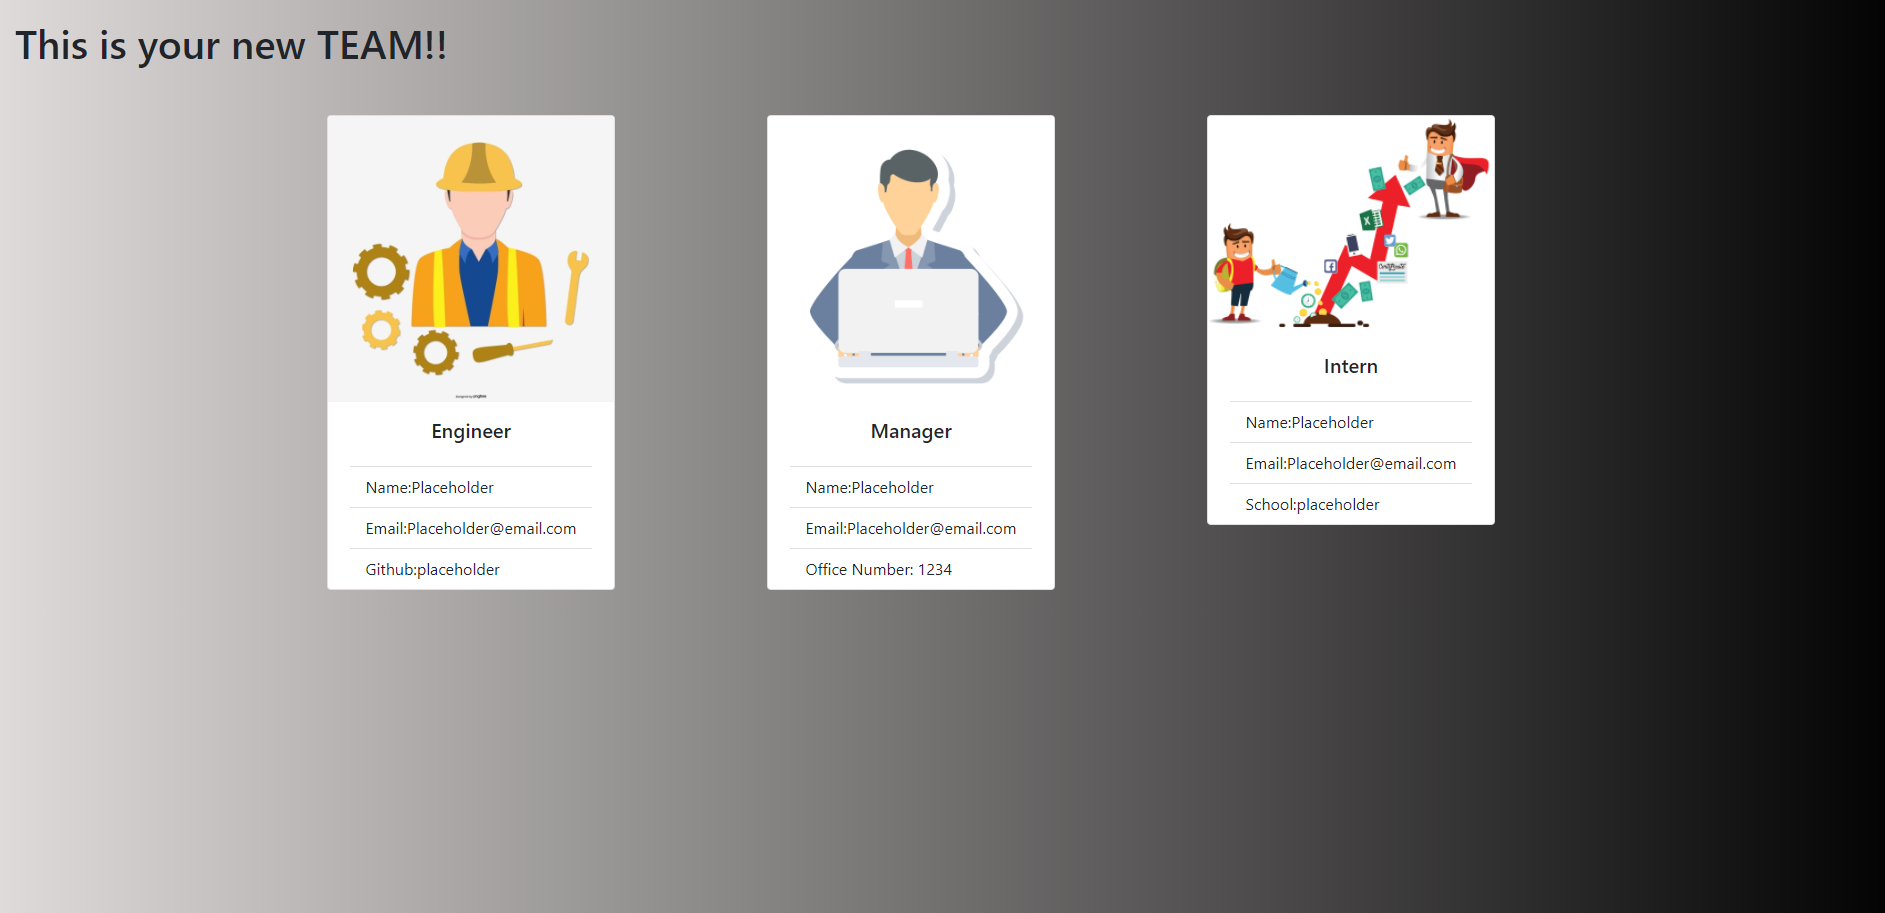 This is your new TEAM!!
Engineer
Name:Placeholder
Email:Placeholder@email.com
Github:placeholder
Manager
Name:Placeholder
Email:Placeholder@email.com
Office Number: 1234
Certificate
Intern
Name:Placeholder
Email:Placeholder@email.com
School:placeholder